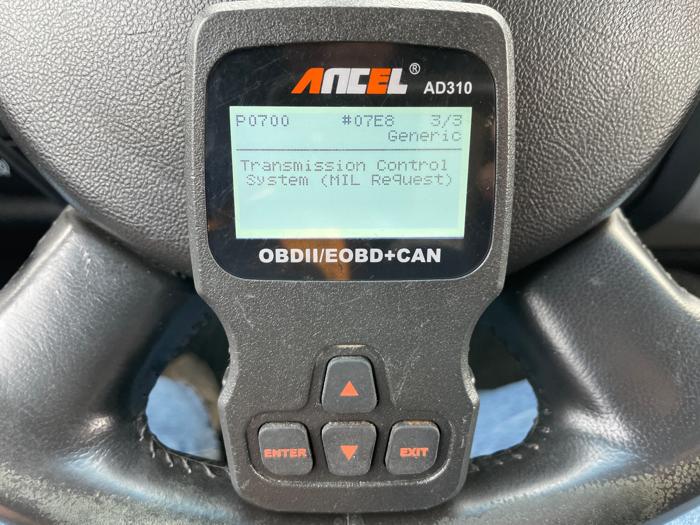 ANCEL® AD310
P0700 #07E8 3/3
Generic
Transmission Control
System (MIL Request)
OBDII/EOBD+CAN
ENTER
EXIT